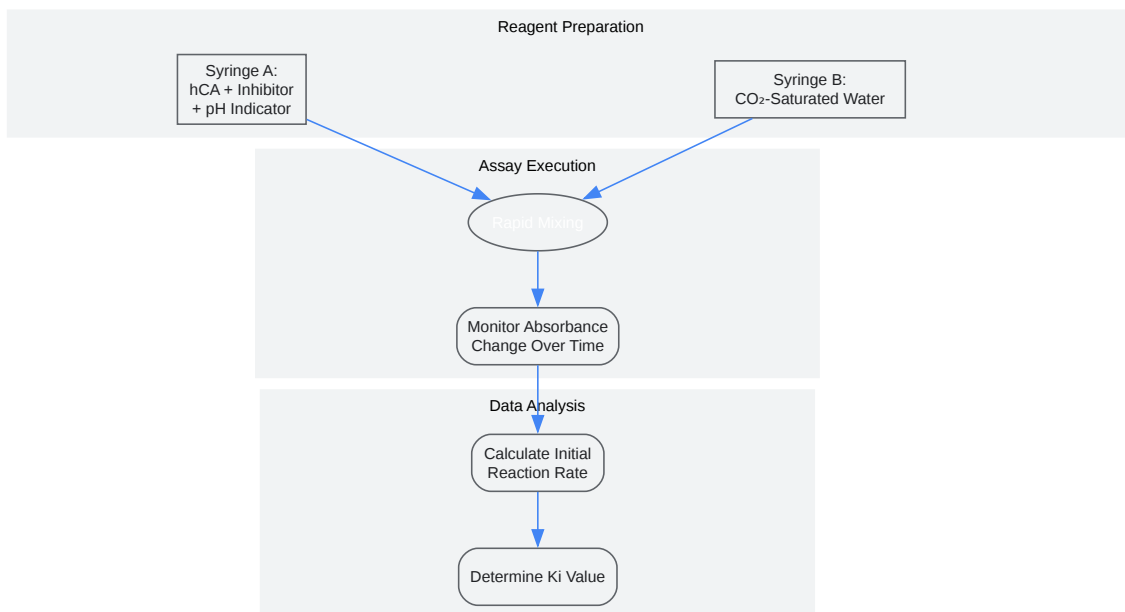 Reagent Preparation
Syringe A:
hCA + Inhibitor
+ pH Indicator
Syringe B:
CO₂-Saturated Water
Assay Execution
Rapid Mixing
Monitor Absorbance
Change Over Time
Data Analysis
Calculate Initial
Reaction Rate
Determine Ki Value